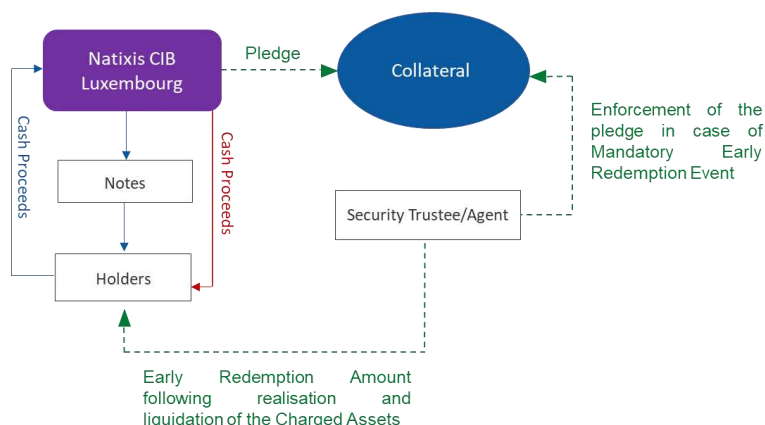 Natixis CIB
Luxembourg
Pledge
Collateral
Enforcement of the
pledge in case of
Mandatory Early
Redemption Event
Cash Proceeds
Cash Proceeds
Notes
Security Trustee/Agent
Holders
Early Redemption Amount
following realisation and
liquidation of the Charged Assets